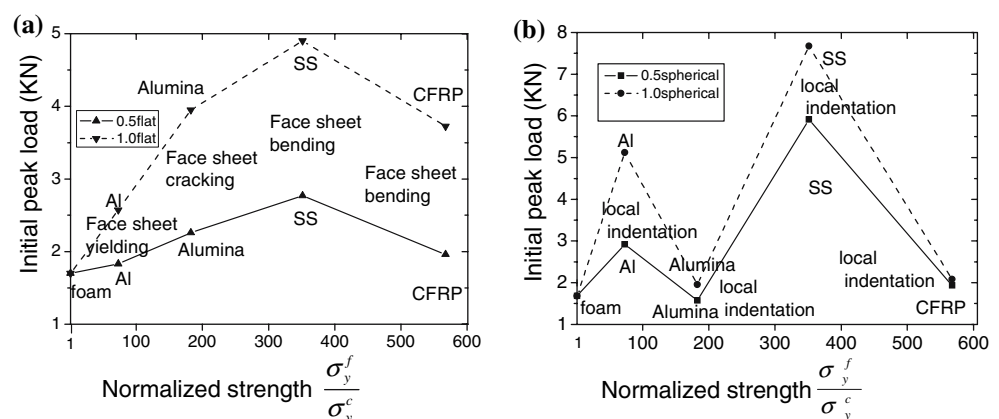 (a)
Initial peak load (KN)
5
4
3
2
1
1
100
200
300
400
500
600
0.5flat
1.0flat
Alumina
SS
CFRP
Face sheet
bending
Face sheet
cracking
Face sheet
bending
Al
Face sheet
yielding
SS
Alumina
Al
foam
CFRP
Normalized strength σ_y^f / σ_y^c
(b)
Initial peak load (KN)
8
7
6
5
4
3
2
1
1
100
200
300
400
500
600
0.5spherical
1.0spherical
SS
local
indentation
Al
SS
local
indentation
Al
Alumina
local
indentation
local
indentation
foam
Alumina
CFRP
Normalized strength σ_y^f / σ_y^c